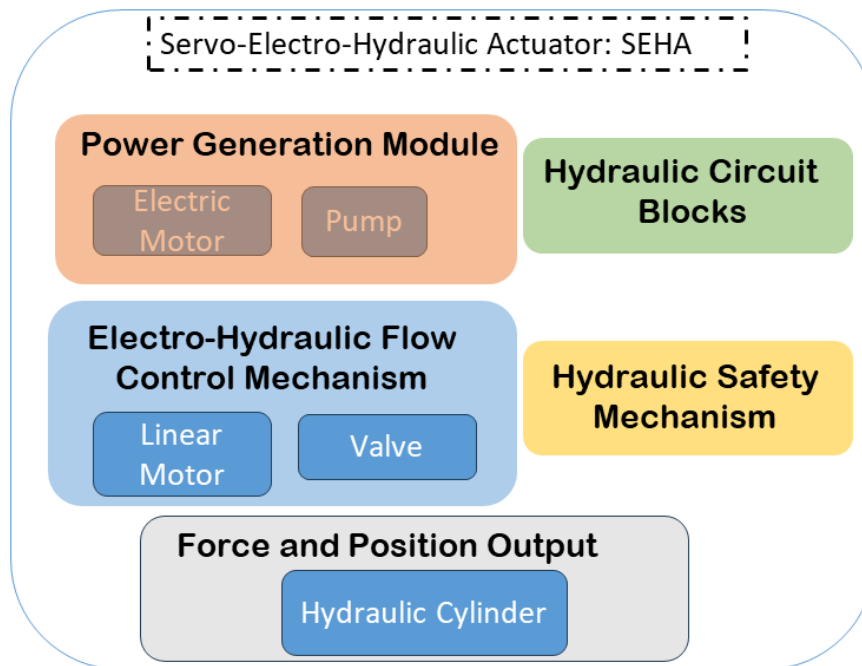 Servo-Electro-Hydraulic Actuator: SEHA
Power Generation Module
Electric
Motor
Pump
Hydraulic Circuit
Blocks
Electro-Hydraulic Flow
Control Mechanism
Linear
Motor
Valve
Hydraulic Safety
Mechanism
Force and Position Output
Hydraulic Cylinder